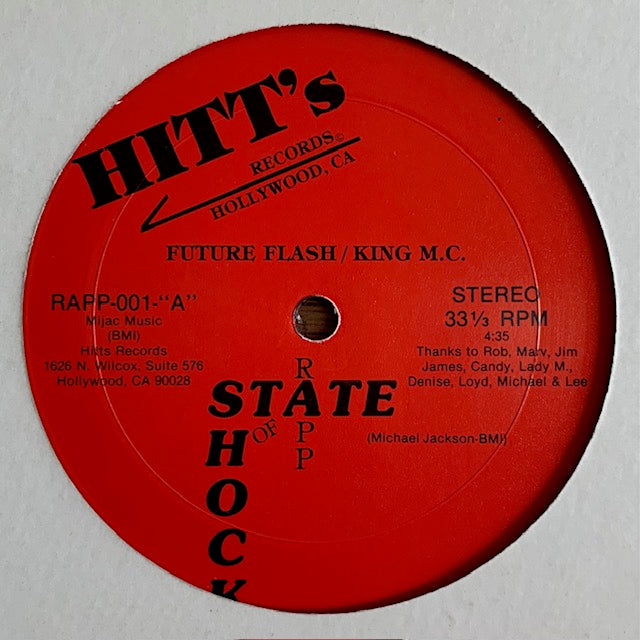 HITT's
RECORDS©
HOLLYWOOD, CA
FUTURE FLASH / KING M.C.
RAPP-001-"A"
Mijac Music
(BMI)
Hitts Records
1626 N. Wilcox, Suite 576
Hollywood, CA 90028
STEREO
33 1/3 RPM
4:35
Thanks to Rob, Marv, Jim
James, Candy, Lady M.,
Denise, Loyd, Michael & Lee
RAPP
STATE
OF
SHOCK
(Michael Jackson-BMI)